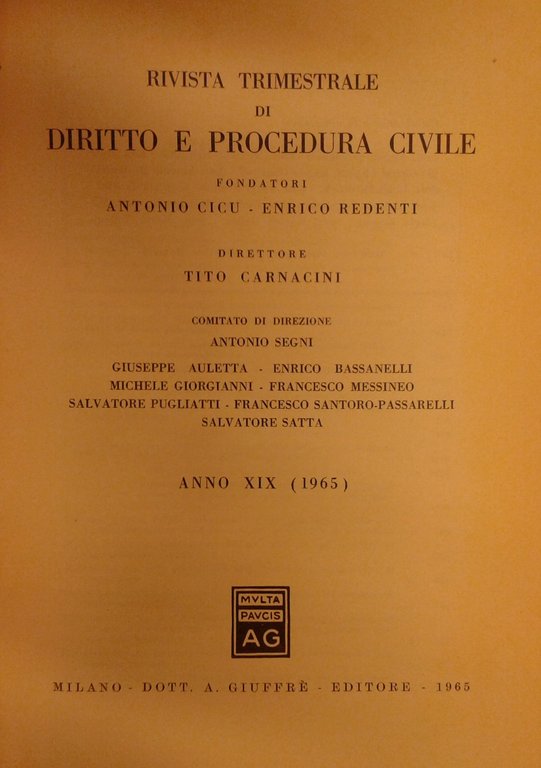 RIVISTA TRIMESTRALE
DI
DIRITTO E PROCEDURA CIVILE
FONDATORI
ANTONIO CICU - ENRICO REDENTI
DIRETTORE
TITO CARNACINI
COMITATO DI DIREZIONE
ANTONIO SEGNI
GIUSEPPE AULETTA - ENRICO BASSANELLI
MICHELE GIORGIANNI - FRANCESCO MESSINEO
SALVATORE PUGLIATTI - FRANCESCO SANTORO-PASSARELLI
SALVATORE SATTA
ANNO XIX (1965)
MVLTA
PAVCIS
AG
MILANO - DOTT. A. GIUFFRÈ - EDITORE - 1965